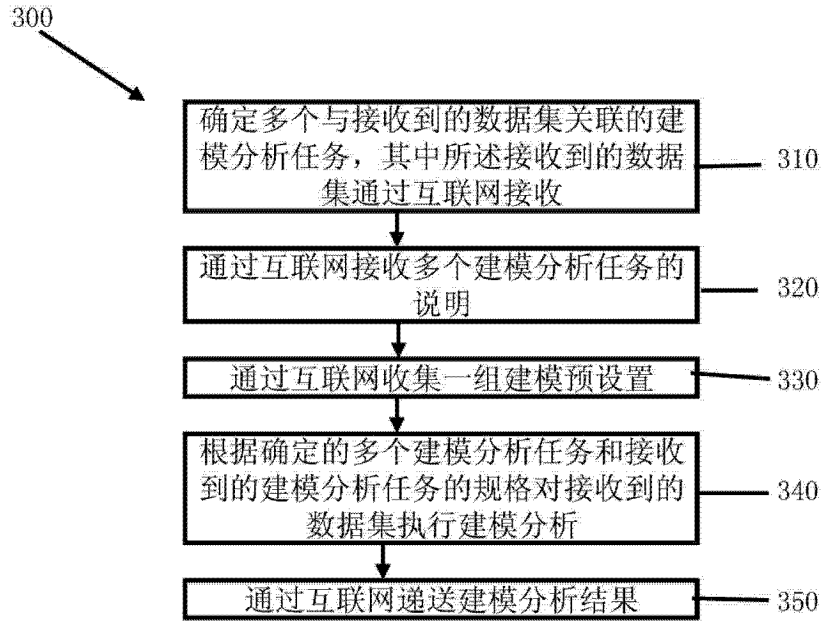 300
确定多个与接收到的数据集关联的建
模分析任务，其中所述接收到的数据
集通过互联网接收
310
通过互联网接收多个建模分析任务的
说明
320
通过互联网收集一组建模预设置
330
根据确定的多个建模分析任务和接收
到的建模分析任务的规格对接收到的
数据集执行建模分析
340
通过互联网递送建模分析结果
350